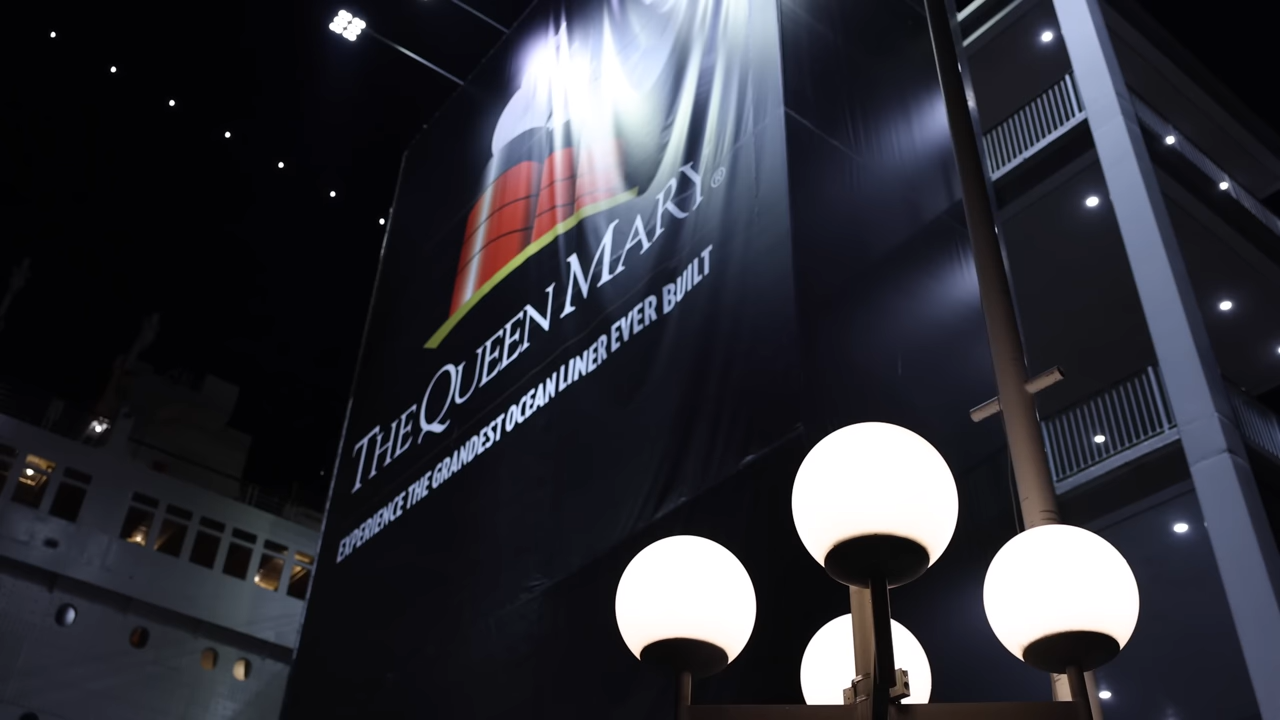 THE QUEEN MARY®
EXPERIENCE THE GRANDEST OCEAN LINER EVER BUILT